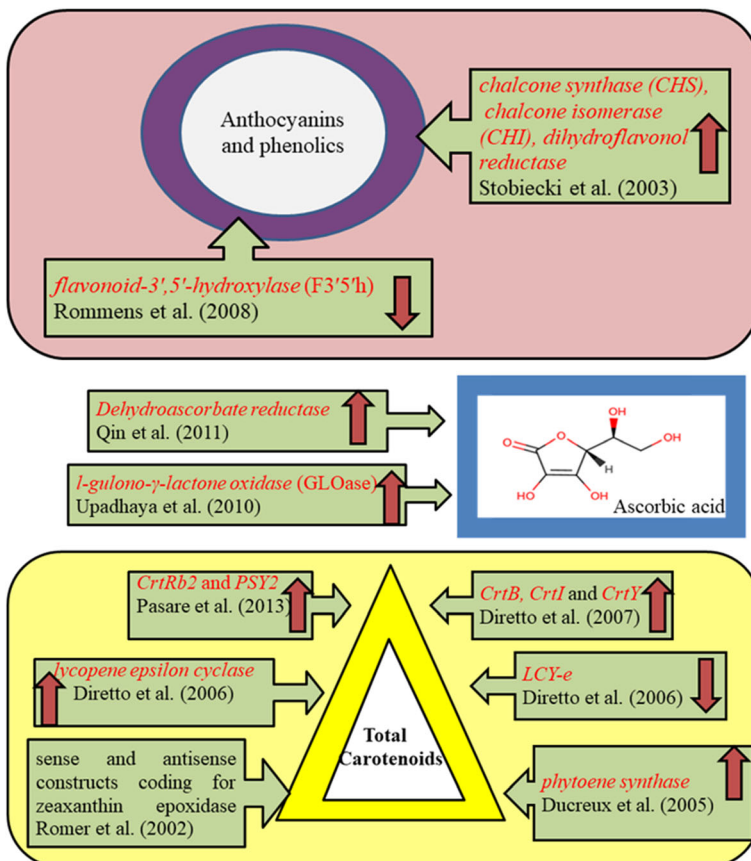 Anthocyanins
and phenolics
chalcone synthase (CHS),
chalcone isomerase
(CHI), dihydroflavonol
reductase
Stobiecki et al. (2003)
flavonoid-3′,5′-hydroxylase (F3′5′h)
Rommens et al. (2008)
Dehydroascorbate reductase
Qin et al. (2011)
l-gulono-γ-lactone oxidase (GLOase)
Upadhaya et al. 2010)
OH
O
O
OH
H
HO
OH
Ascorbic acid
CrtRb2 and PSY2
Pasare et al. (2013)
CrtB, CrtI and CrtY
Diretto et al. (2007)
lycopene epsilon cyclase
Diretto et al. (2006)
LCY-e
Diretto et al. (2006)
Total
Carotenoids
sense and antisense
constructs coding for
zeaxanthin epoxidase
Romer et al. (2002)
phytoene synthase
Ducreux et al. (2005)